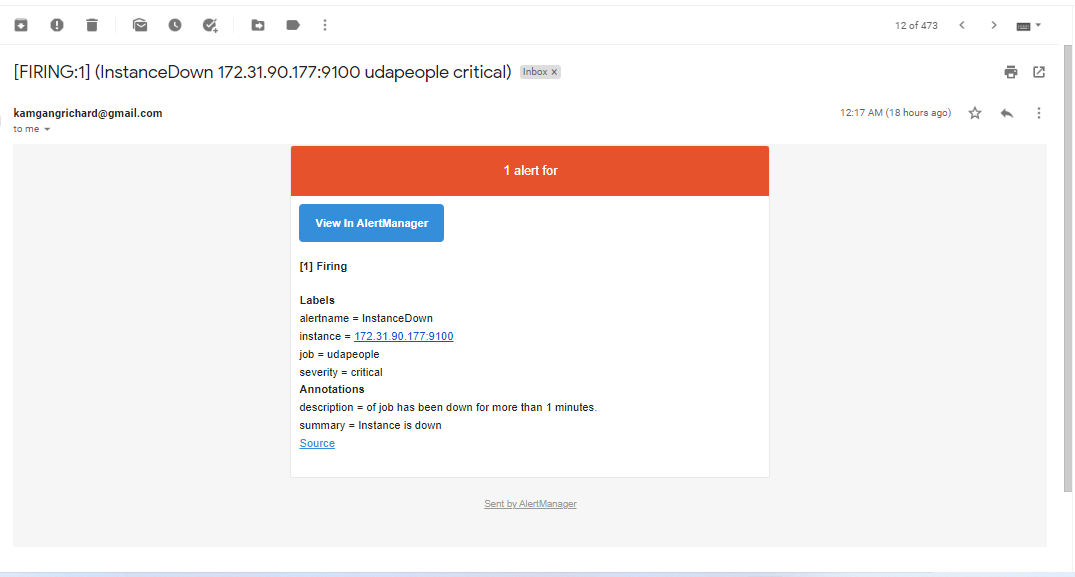 12 of 473
[FIRING:1] (InstanceDown 172.31.90.177:9100 udapeople critical) Inbox x
kamgangrichard@gmail.com 12:17 AM (18 hours ago)
to me
1 alert for
View In AlertManager
[1] Firing
Labels
alertname = InstanceDown
instance = 172.31.90.177:9100
job = udapeople
severity = critical
Annotations
description = of job has been down for more than 1 minutes.
summary = Instance is down
Source
Sent by AlertManager